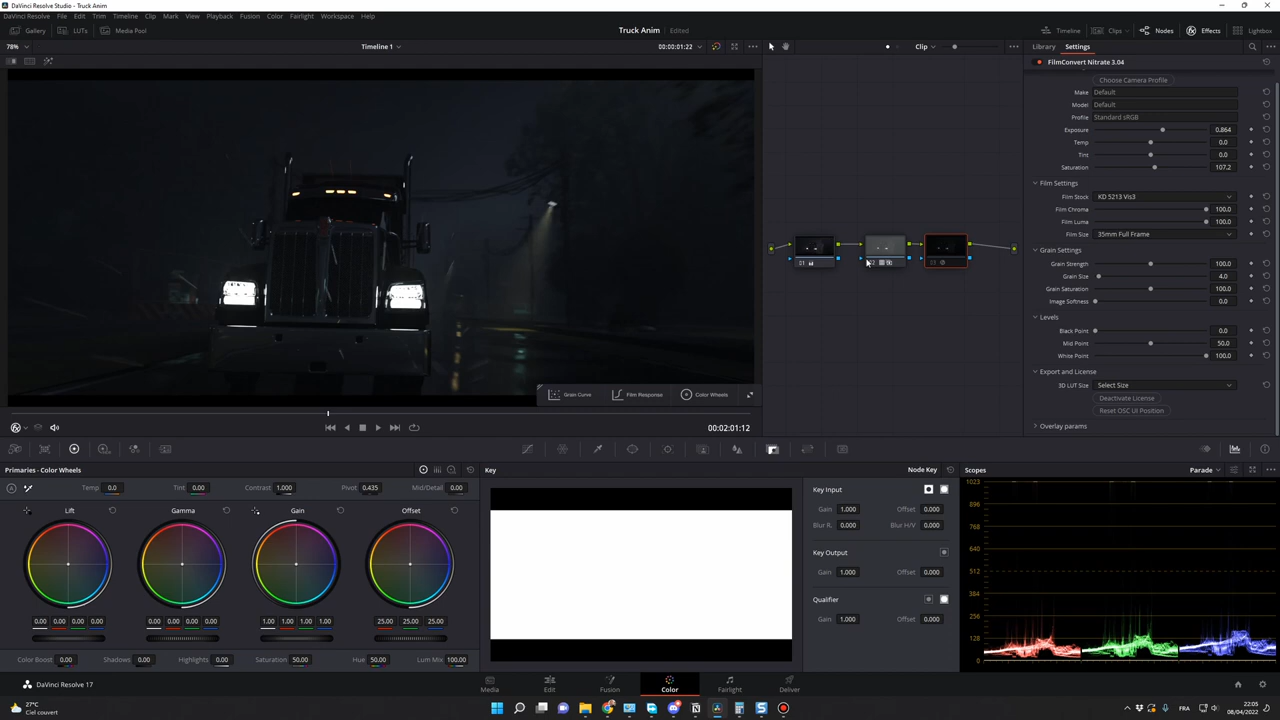 DaVinci Resolve Studio - Truck Anim
DaVinci Resolve File Edit Trim Timeline Clip Mark View Playback Fusion Color Fairlight Workspace Help
Gallery LUTs Media Pool Truck Anim Edited Timeline Clips Nodes Effects Lightbox
78% Timeline 1 00:00:01:22 Clip Library Settings
FilmConvert Nitrate 3.04
Choose Camera Profile
Make Default
Model Default
Profile Standard sRGB
Exposure 0.864
Temp 0.0
Tint 0.0
Saturation 107.2
Film Settings
Film Stock KD 5213 Vis3
Film Chroma 100.0
Film Luma 100.0
Film Size 35mm Full Frame
Grain Settings
Grain Strength 100.0
Grain Size 4.0
Grain Saturation 100.0
Image Softness 0.0
Levels
Black Point 0.0
Mid Point 50.0
White Point 100.0
Export and License
3D LUT Size Select Size
Deactivate License
Reset OSC UI Position
Overlay params
01
03
Grain Curve Film Response Color Wheels
00:02:01:12
Primaries - Color Wheels
Temp 0.0 Tint 0.00 Contrast 1.000 Pivot 0.435 Mid/Detail 0.00
Lift Gamma Gain Offset
0.00 0.00 0.00 0.00 0.00 0.00 0.00 0.00 1.00 1.00 1.00 1.00 25.00 25.00 25.00
Color Boost 0.00 Shadows 0.00 Highlights 0.00 Saturation 50.00 Hue 50.00 Lum Mix 100.00
Key Node Key
Key Input
Gain 1.000 Offset 0.000
Blur R. 0.000 Blur H/V 0.000
Key Output
Gain 1.000 Offset 0.000
Qualifier
Gain 1.000 Offset 0.000
Scopes Parade
1023
896
768
640
512
384
256
128
0
DaVinci Resolve 17 Media Edit Fusion Color Fairlight Deliver
27°C
Ciel couvert
FRA
22:05
08/04/2022